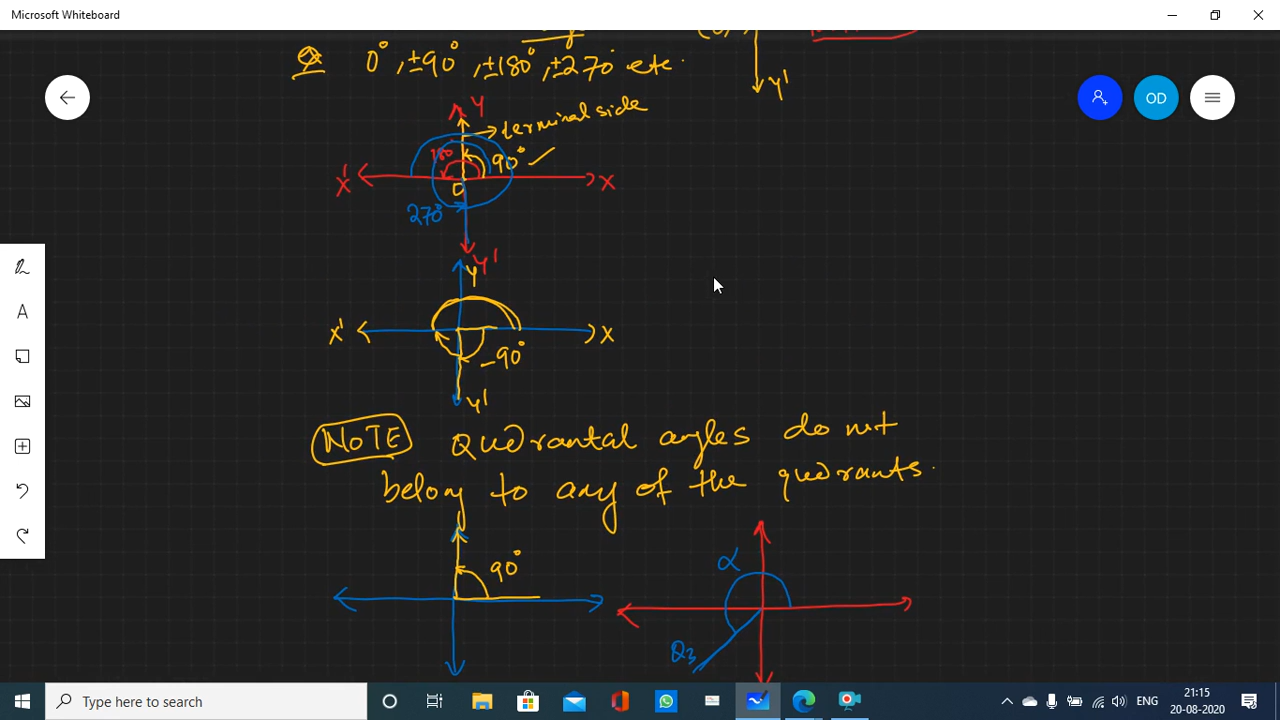 Microsoft Whiteboard
OD
0°, ±90°, ±180°, ±270° etc.
Y'
Y
terminal side
180°
90°
X'
O
X
270°
Y'
Y
X'
X
-90°
Y'
NOTE Quadrantal angles do not
belong to any of the quadrants.
90°
α
Q3
Type here to search
ENG
21:15
20-08-2020